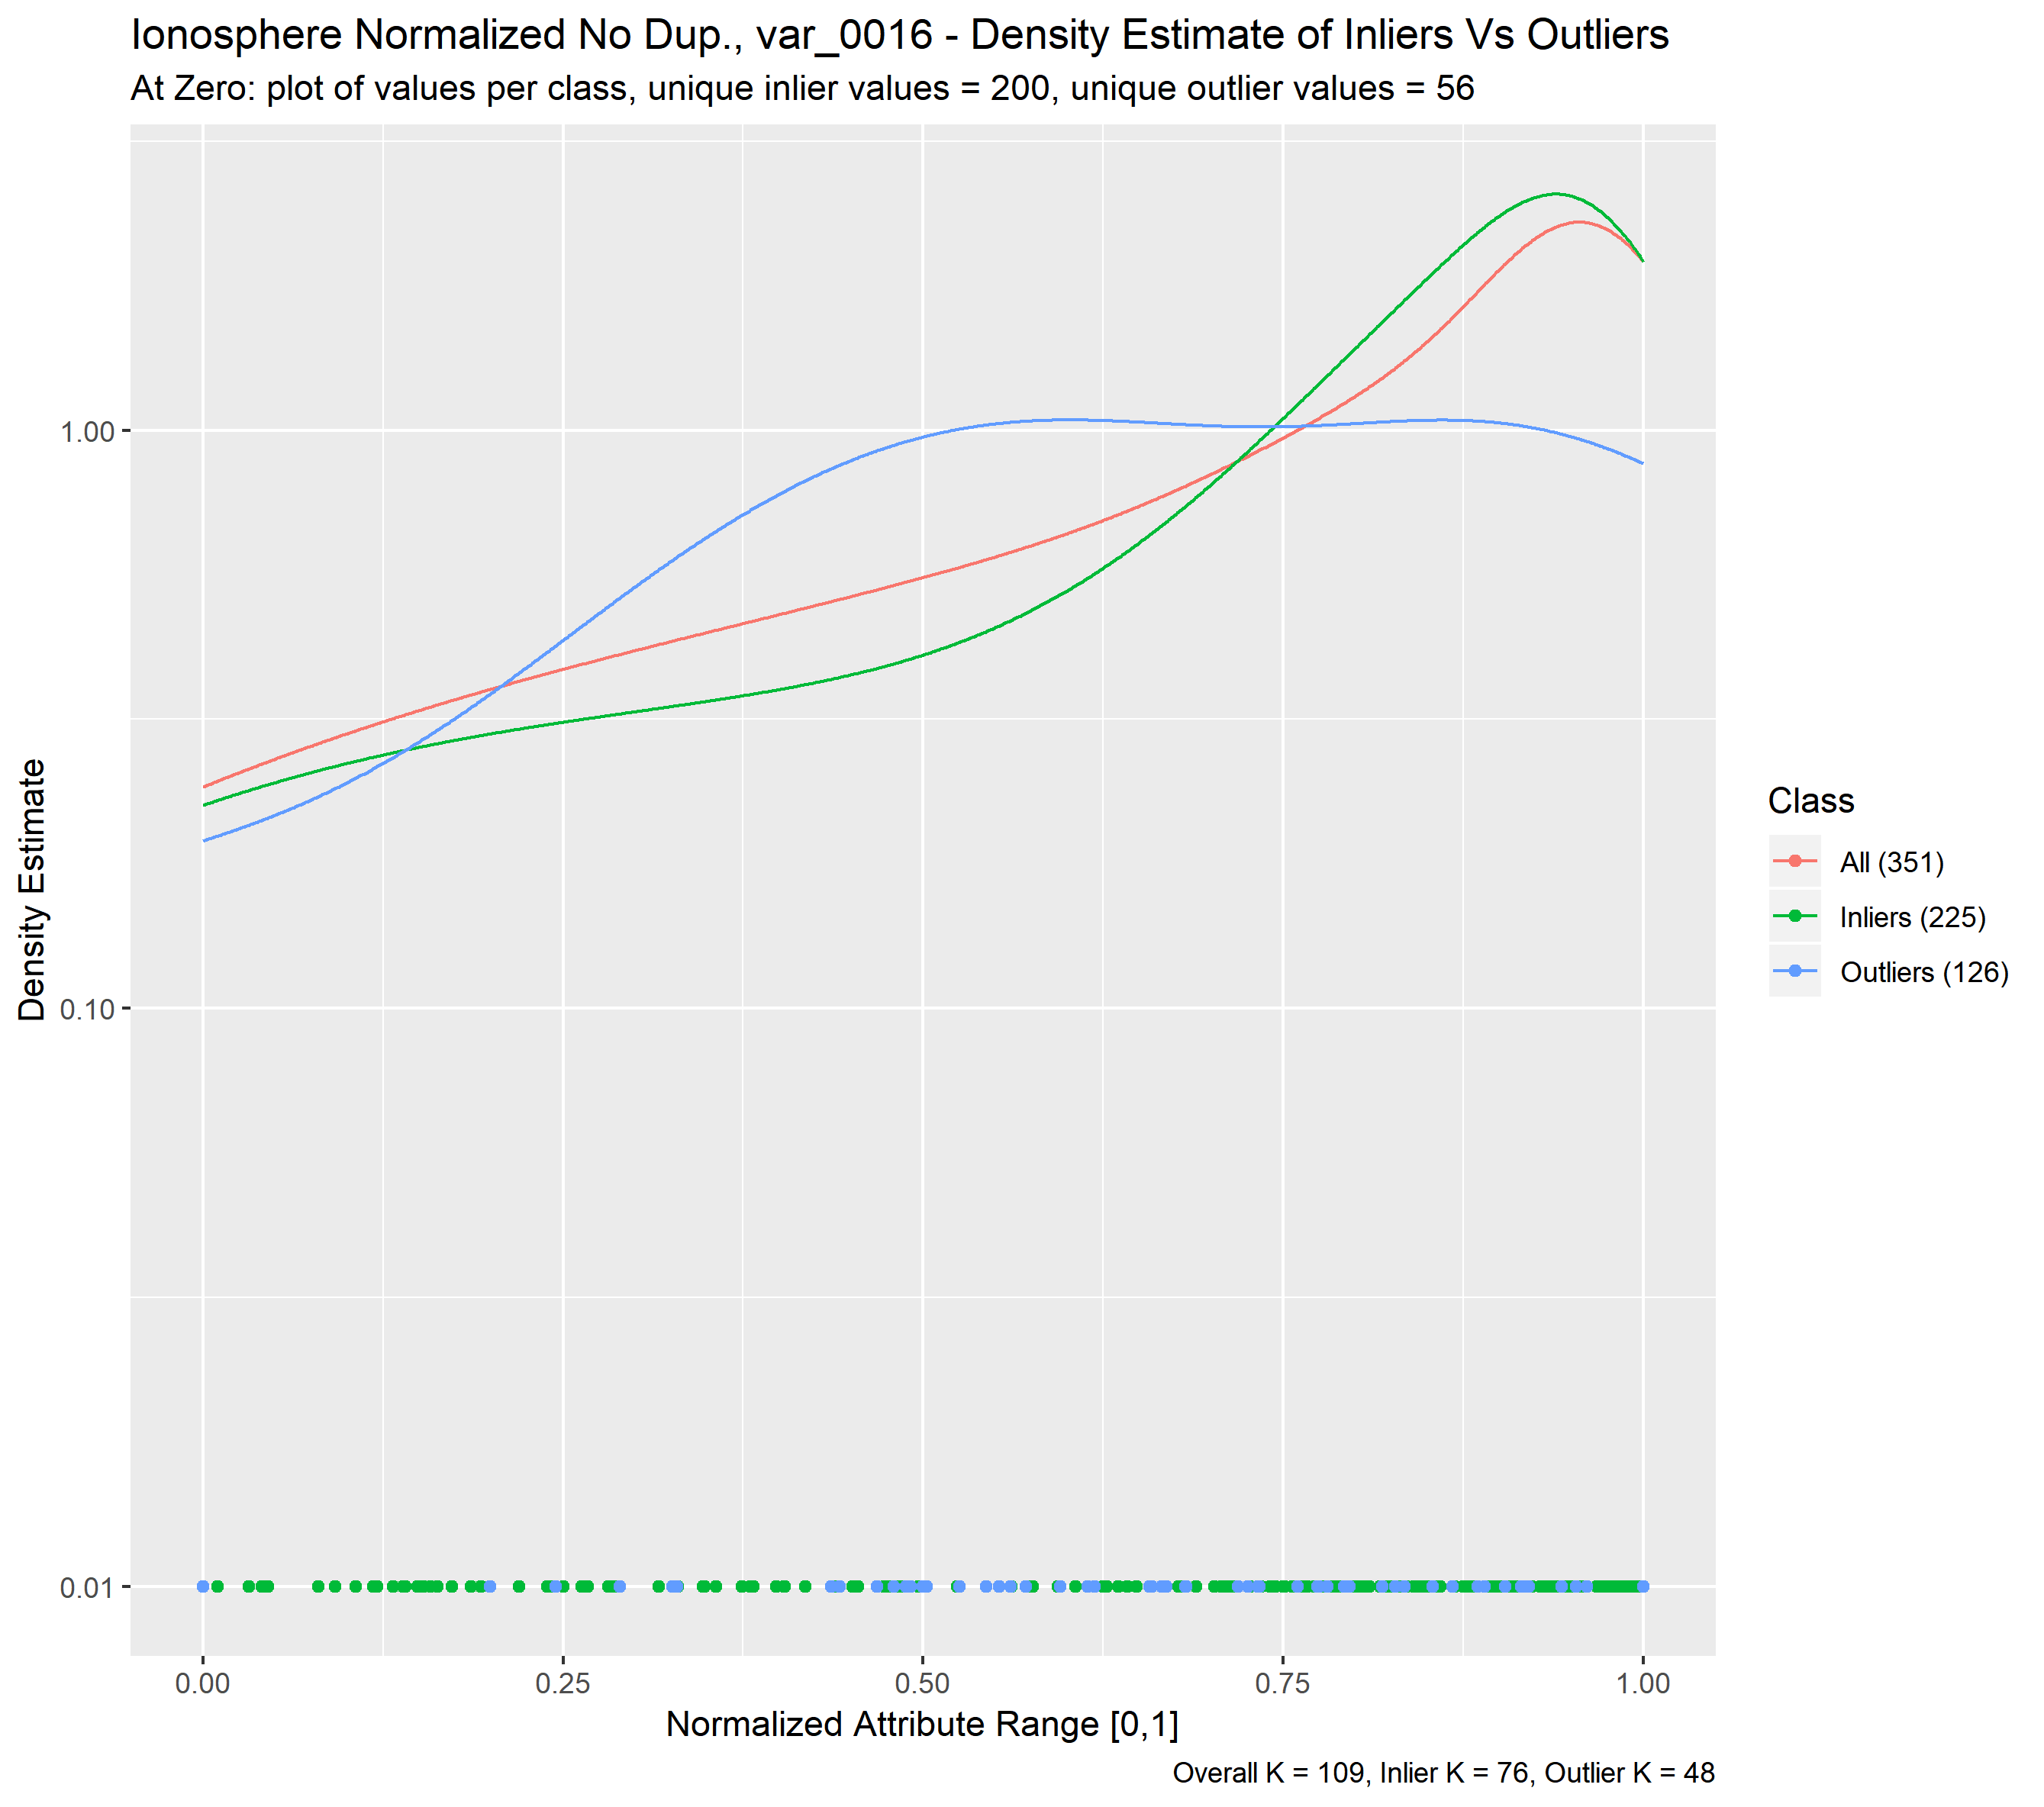 Ionosphere Normalized No Dup., var_0016 - Density Estimate of Inliers Vs Outliers
At Zero: plot of values per class, unique inlier values = 200, unique outlier values = 56
Density Estimate
1.00
0.10
0.01
0.00
0.25
0.50
0.75
1.00
Normalized Attribute Range [0,1]
Class
All (351)
Inliers (225)
Outliers (126)
Overall K = 109, Inlier K = 76, Outlier K = 48